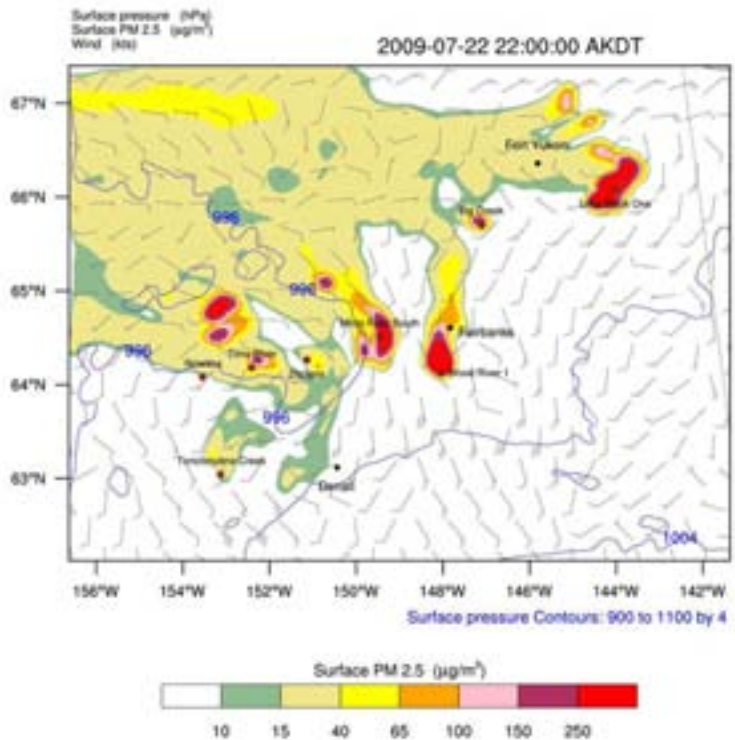 Surface pressure (hPa)
Surface PM 2.5 (µg/m³)
Wind (kts)
2009-07-22 22:00:00 AKDT
67°N
Fort Yukon
66°N
996
65°N
996
Fairbanks
996
64°N
996
63°N
Denali
1004
156°W 154°W 152°W 150°W 148°W 146°W 144°W 142°W
Surface pressure Contours: 900 to 1100 by 4
Surface PM 2.5 (µg/m³)
10 15 40 65 100 150 250